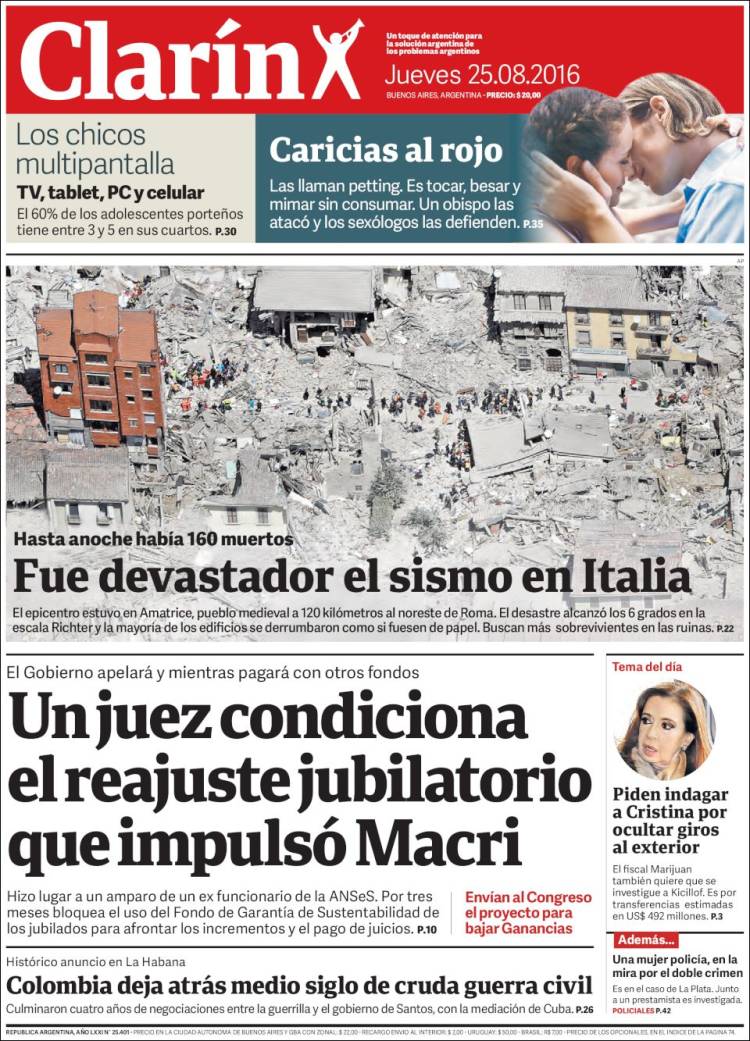 Clarín
Un toque de atención para
la solución argentina de
los problemas argentinos
Jueves 25.08.2016
BUENOS AIRES, ARGENTINA - PRECIO: $ 20,00
Los chicos
multipantalla
TV, tablet, PC y celular
El 60% de los adolescentes porteños
tiene entre 3 y 5 en sus cuartos. P.30
Caricias al rojo
Las llaman petting. Es tocar, besar y
mimar sin consumar. Un obispo las
atacó y los sexólogos las defienden. P.35
AP
Hasta anoche había 160 muertos
Fue devastador el sismo en Italia
El epicentro estuvo en Amatrice, pueblo medieval a 120 kilómetros al noreste de Roma. El desastre alcanzó los 6 grados en la
escala Richter y la mayoría de los edificios se derrumbaron como si fuesen de papel. Buscan más sobrevivientes en las ruinas. P.22
El Gobierno apelará y mientras pagará con otros fondos
Un juez condiciona
el reajuste jubilatorio
que impulsó Macri
Hizo lugar a un amparo de un ex funcionario de la ANSeS. Por tres
meses bloquea el uso del Fondo de Garantía de Sustentabilidad de
los jubilados para afrontar los incrementos y el pago de juicios. P.10
Envían al Congreso
el proyecto para
bajar Ganancias
Histórico anuncio en La Habana
Colombia deja atrás medio siglo de cruda guerra civil
Culminaron cuatro años de negociaciones entre la guerrilla y el gobierno de Santos, con la mediación de Cuba. P.26
Tema del día
Piden indagar
a Cristina por
ocultar giros
al exterior
El fiscal Marijuan
también quiere que se
investigue a Kicillof. Es por
transferencias estimadas
en US$ 492 millones. P.3
Además...
Una mujer policía, en la
mira por el doble crimen
Es en el caso de La Plata. Junto
a un prestamista es investigada.
POLICIALES P.42
REPUBLICA ARGENTINA, AÑO LXXI N° 25.401 - PRECIO EN LA CIUDAD AUTONOMA DE BUENOS AIRES Y GBA CON ZONAL: $ 22,00 - RECARGO ENVIO AL INTERIOR: $ 2,00 - URUGUAY: $ 50,00 - BRASIL: R$ 7,00 - PRECIO DE LOS OPCIONALES, EN EL INDICE DE LA PAGINA 74.